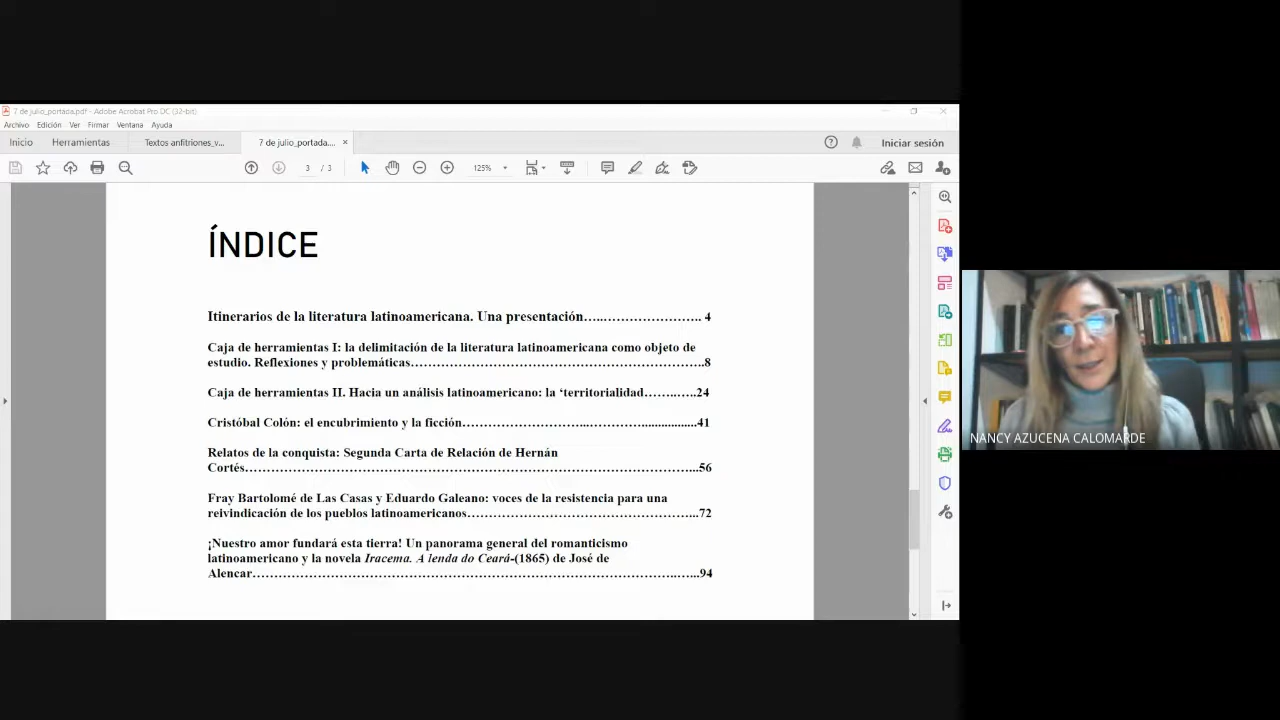 7 de julio_portada.pdf - Adobe Acrobat Pro DC (32-bit)
Archivo Edición Ver Firmar Ventana Ayuda
Inicio Herramientas Textos anfitriones_v... 7 de julio_portada.... × Iniciar sesión
3 / 3 125%
ÍNDICE
Itinerarios de la literatura latinoamericana. Una presentación…..…………………. 4
Caja de herramientas I: la delimitación de la literatura latinoamericana como objeto de
estudio. Reflexiones y problemáticas…………………………………………………..8
Caja de herramientas II. Hacia un análisis latinoamericano: la ‘territorialidad…….…..24
Cristóbal Colón: el encubrimiento y la ficción……………………...………..................41
Relatos de la conquista: Segunda Carta de Relación de Hernán
Cortés…………………………………………………………………………………...56
Fray Bartolomé de Las Casas y Eduardo Galeano: voces de la resistencia para una
reivindicación de los pueblos latinoamericanos……………………………………...72
¡Nuestro amor fundará esta tierra! Un panorama general del romanticismo
latinoamericano y la novela Iracema. A lenda do Ceará-(1865) de José de
Alencar………………………………………………………………………..…...94
NANCY AZUCENA CALOMARDE